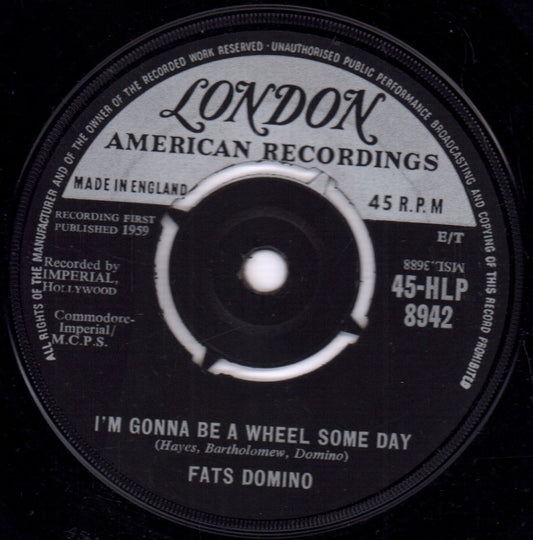 ALL RIGHTS OF THE MANUFACTURER AND OF THE OWNER OF THE RECORDED WORK RESERVED · UNAUTHORISED PUBLIC PERFORMANCE BROADCASTING AND COPYING OF THIS RECORD PROHIBITED
LONDON
AMERICAN RECORDINGS
MADE IN ENGLAND
45 R.P.M
RECORDING FIRST
PUBLISHED 1959
E/T
Recorded by
IMPERIAL,
HOLLYWOOD
MSL.3688
45-HLP
8942
Commodore-
Imperial/
M.C.P.S.
I'M GONNA BE A WHEEL SOME DAY
(Hayes, Bartholomew, Domino)
FATS DOMINO